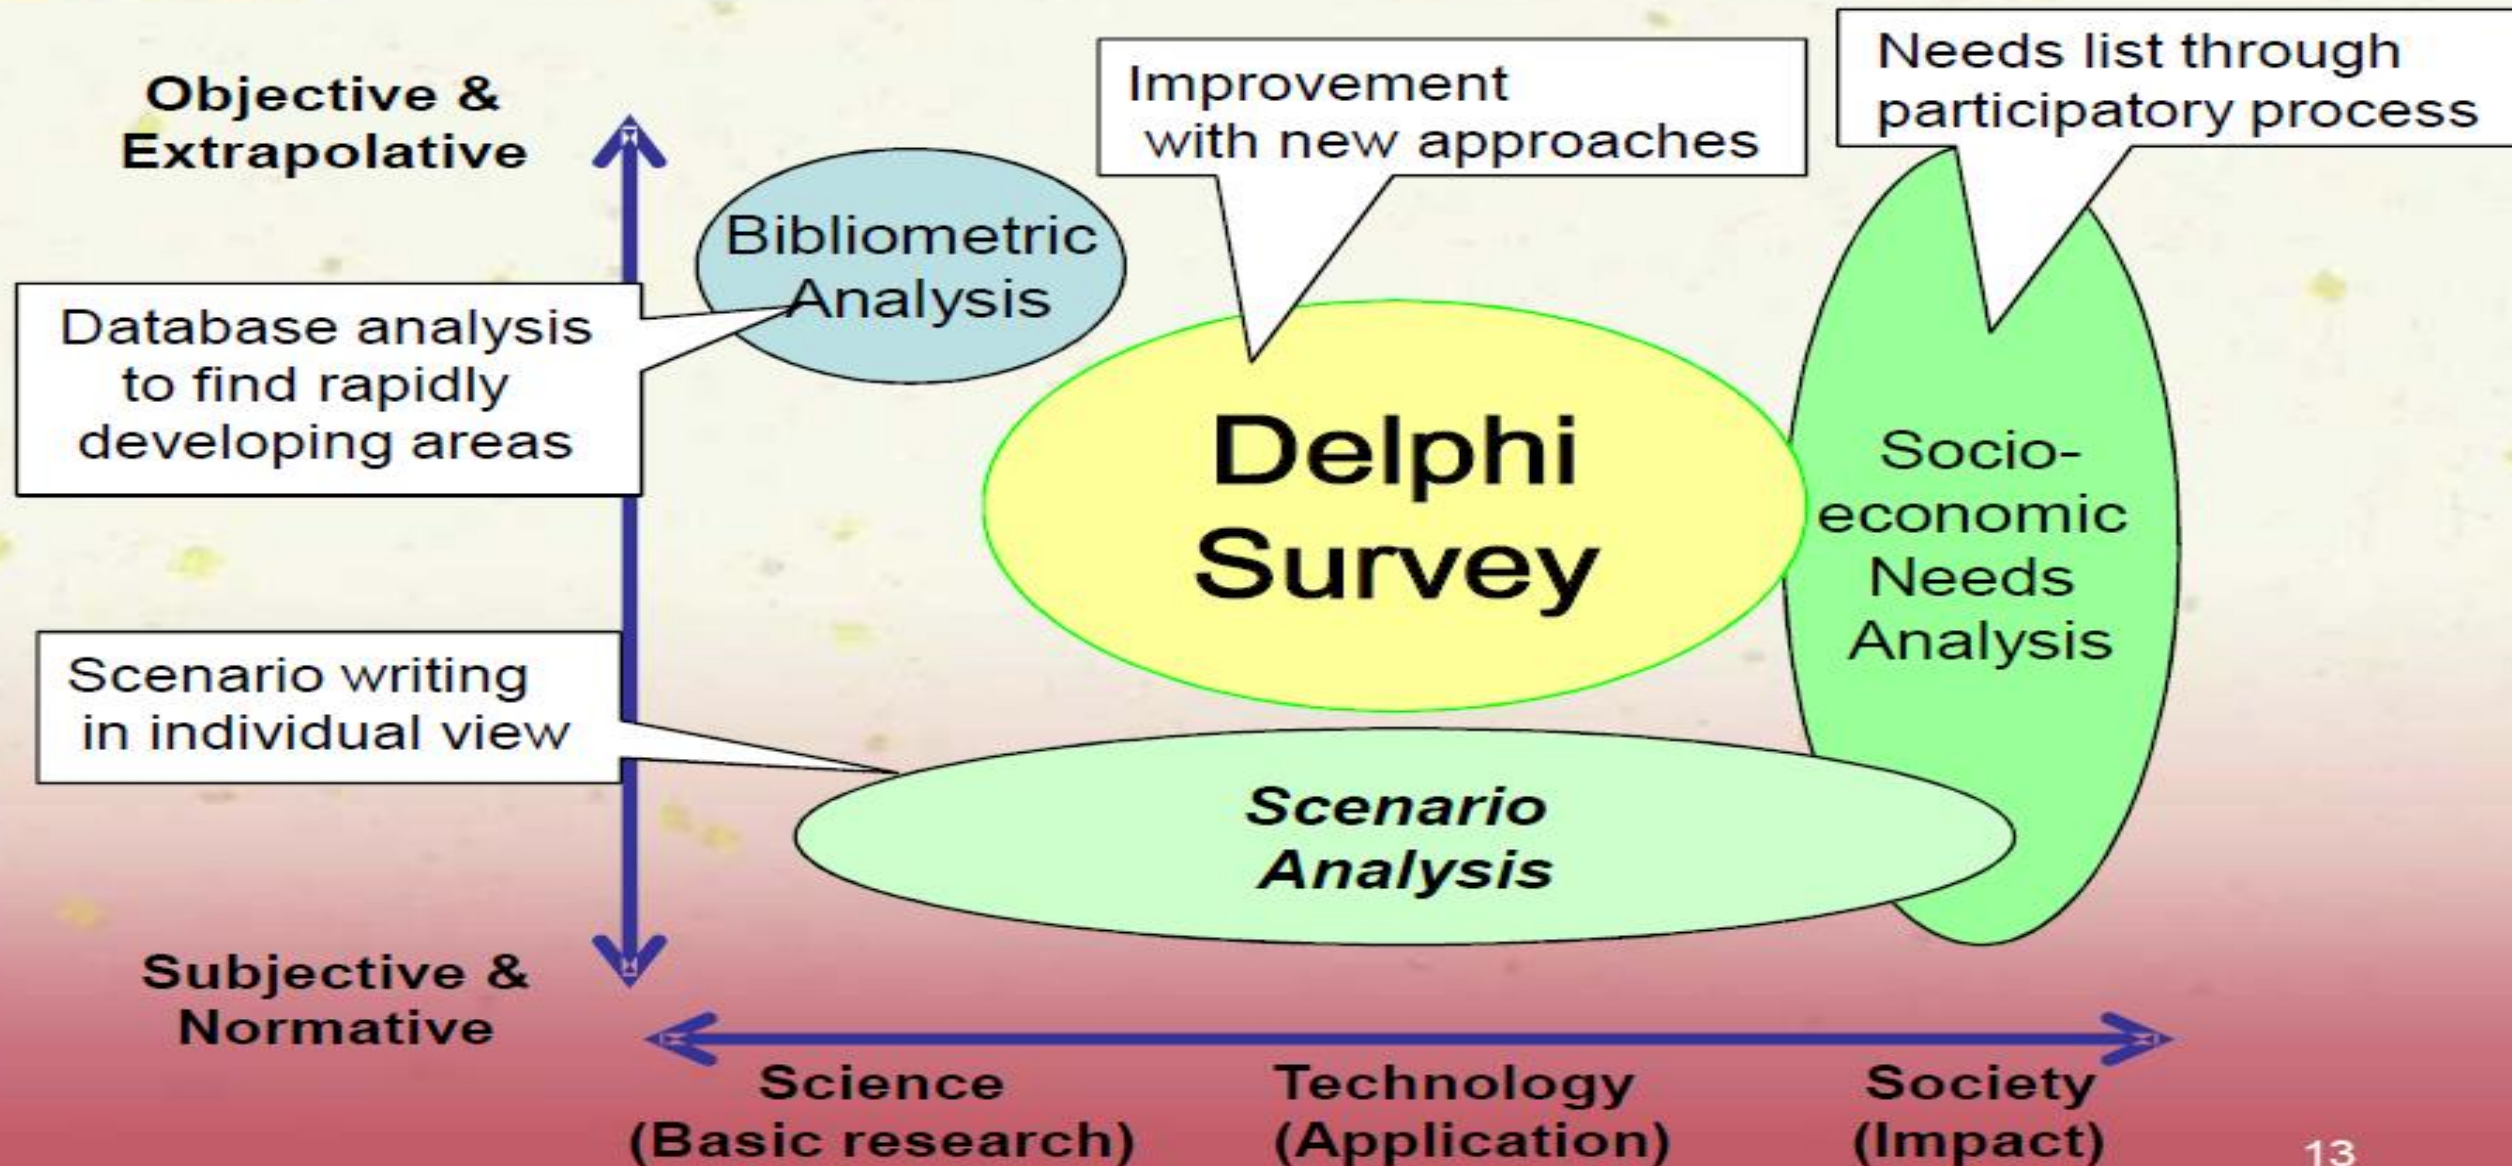 Objective &
Extrapolative
Improvement
with new approaches
Needs list through
participatory process
Bibliometric
Analysis
Database analysis
to find rapidly
developing areas
Delphi
Survey
Socio-
economic
Needs
Analysis
Scenario writing
in individual view
Scenario
Analysis
Subjective &
Normative
Science
(Basic research)
Technology
(Application)
Society
(Impact)
13